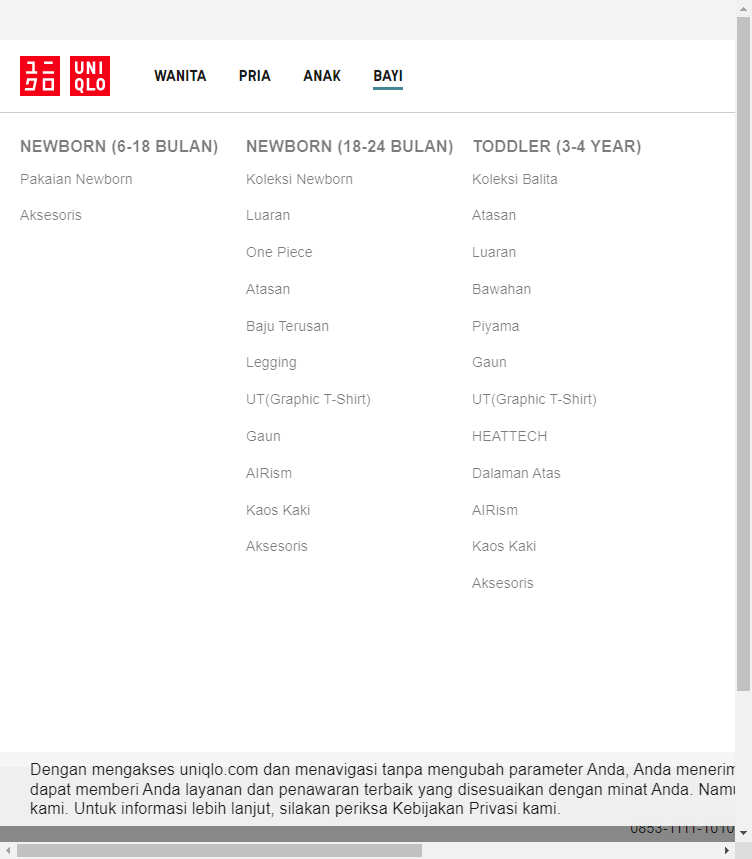 ユニ UNI
クロ QLO
WANITA PRIA ANAK BAYI
NEWBORN (6-18 BULAN)
Pakaian Newborn
Aksesoris
NEWBORN (18-24 BULAN)
Koleksi Newborn
Luaran
One Piece
Atasan
Baju Terusan
Legging
UT(Graphic T-Shirt)
Gaun
AIRism
Kaos Kaki
Aksesoris
TODDLER (3-4 YEAR)
Koleksi Balita
Atasan
Luaran
Bawahan
Piyama
Gaun
UT(Graphic T-Shirt)
HEATTECH
Dalaman Atas
AIRism
Kaos Kaki
Aksesoris
Dengan mengakses uniqlo.com dan menavigasi tanpa mengubah parameter Anda, Anda menerim
dapat memberi Anda layanan dan penawaran terbaik yang disesuaikan dengan minat Anda. Namu
kami. Untuk informasi lebih lanjut, silakan periksa Kebijakan Privasi kami.
0853-1111-1010